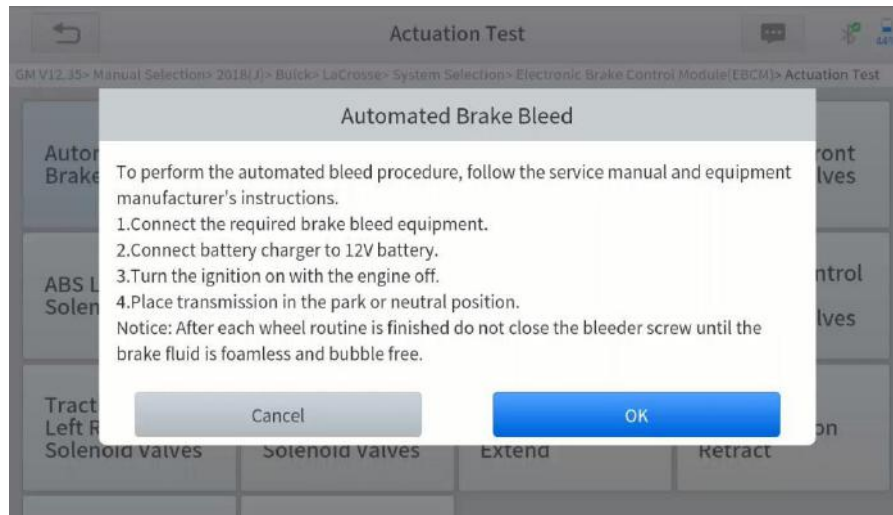 Actuation Test
GM V12.35> Manual Selection> 2018(J)> Buick> LaCrosse> System Selection> Electronic Brake Control Module(EBCM)> Actuation Test
Automated Brake Bleed
To perform the automated bleed procedure, follow the service manual and equipment
manufacturer's instructions.
1.Connect the required brake bleed equipment.
2.Connect battery charger to 12V battery.
3.Turn the ignition on with the engine off.
4.Place transmission in the park or neutral position.
Notice: After each wheel routine is finished do not close the bleeder screw until the
brake fluid is foamless and bubble free.
Cancel
OK
Brake
ABS L
Left R
Solenoid Valves
Solenoid Valves
Extend
Retract